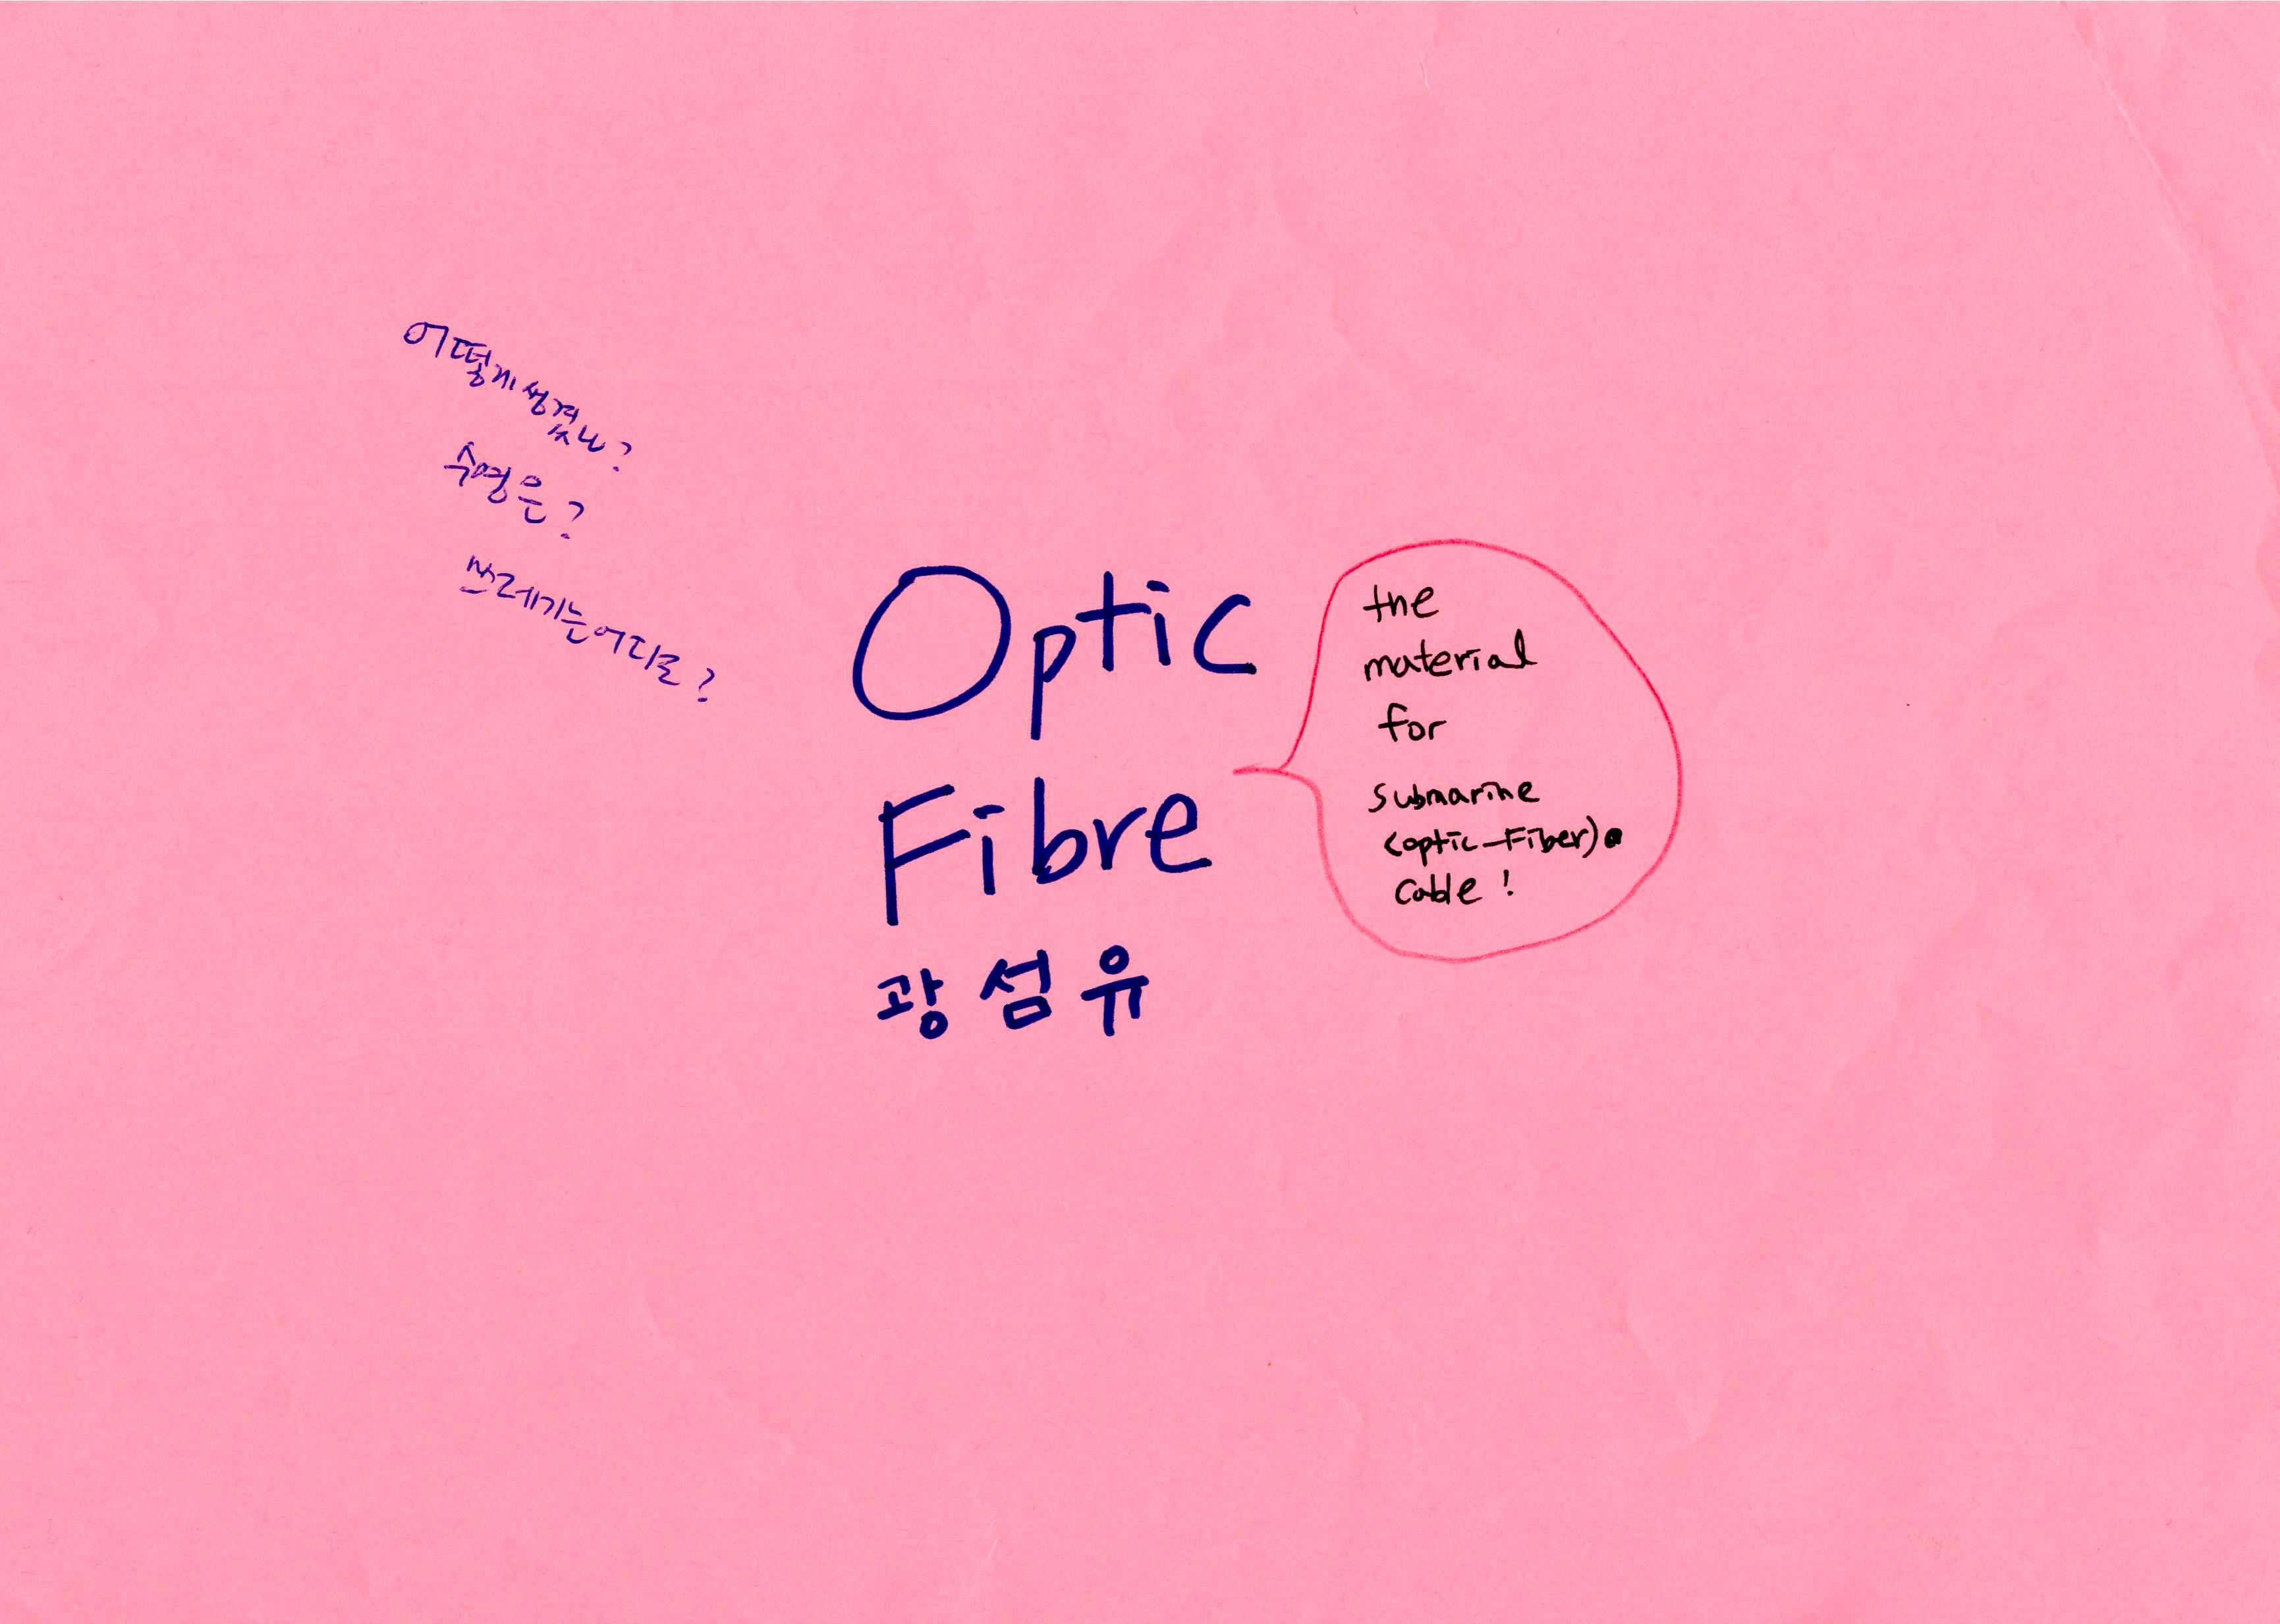 어떻게 생겼나?
수명은?
쓰레기는 어디로?
Optic
Fibre
광섬유
the
material
for
submarine
(optic-Fiber)
cable!